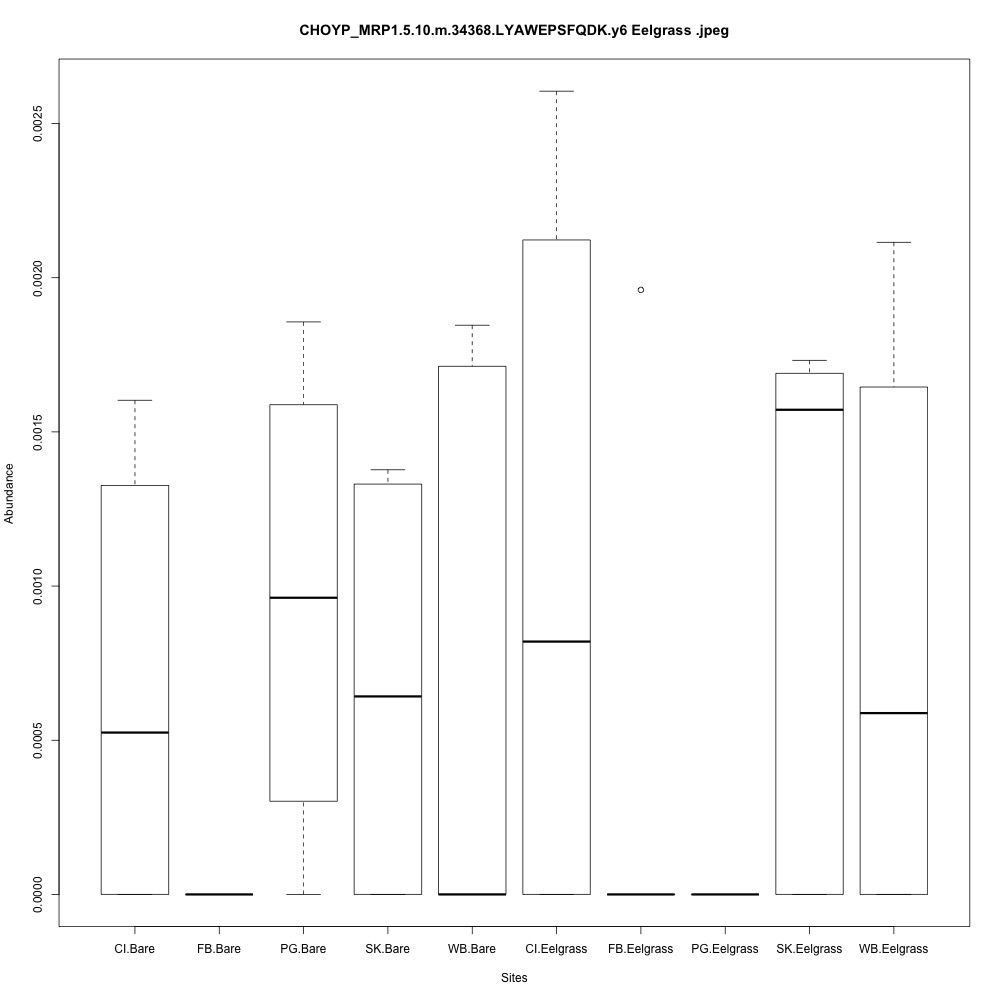 CHOYP_MRP1.5.10.m.34368.LYAWEPSFQDK.y6 Eelgrass .jpeg
Abundance
0.0025
0.0020
0.0015
0.0010
0.0005
0.0000
CI.Bare FB.Bare PG.Bare SK.Bare WB.Bare CI.Eelgrass FB.Eelgrass PG.Eelgrass SK.Eelgrass WB.Eelgrass
Sites